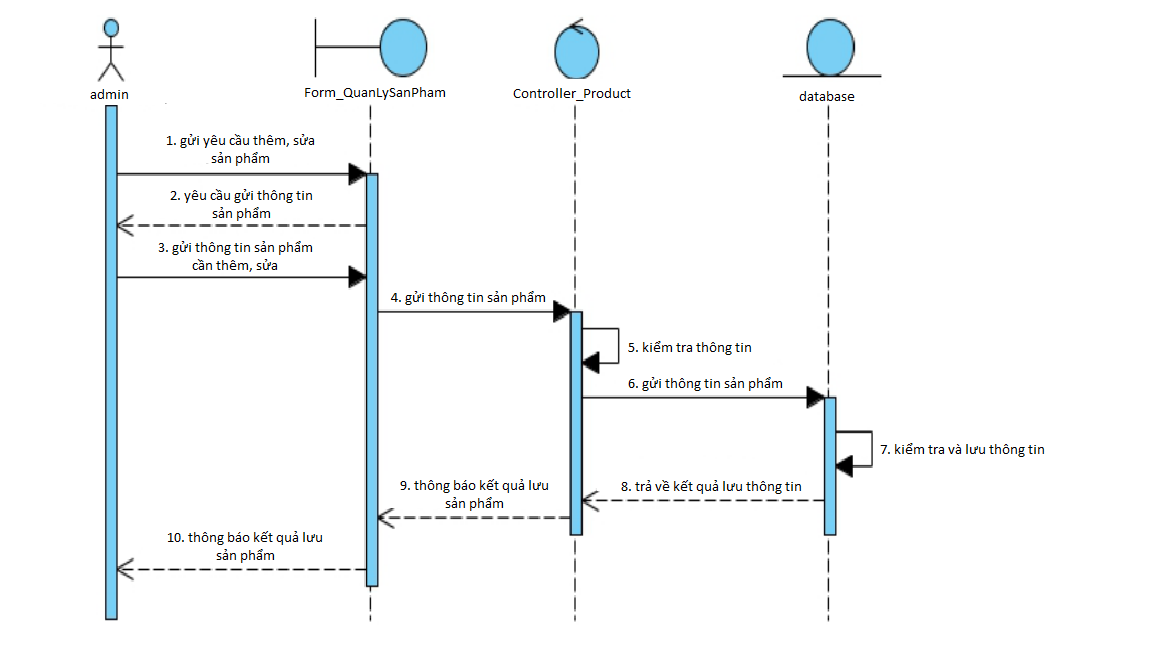 admin
Form_QuanLySanPham
Controller_Product
database
1. gửi yêu cầu thêm, sửa
sản phẩm
2. yêu cầu gửi thông tin
sản phẩm
3. gửi thông tin sản phẩm
cần thêm, sửa
4. gửi thông tin sản phẩm
5. kiểm tra thông tin
6. gửi thông tin sản phẩm
7. kiểm tra và lưu thông tin
8. trả về kết quả lưu thông tin
9. thông báo kết quả lưu
sản phẩm
10. thông báo kết quả lưu
sản phẩm